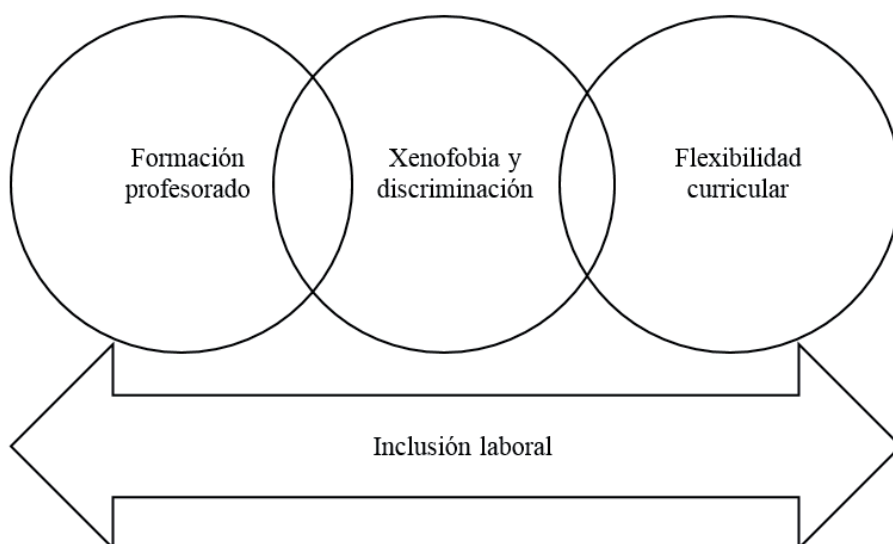 Formación
profesorado
Xenofobia y
discriminación
Flexibilidad
curricular
Inclusión laboral